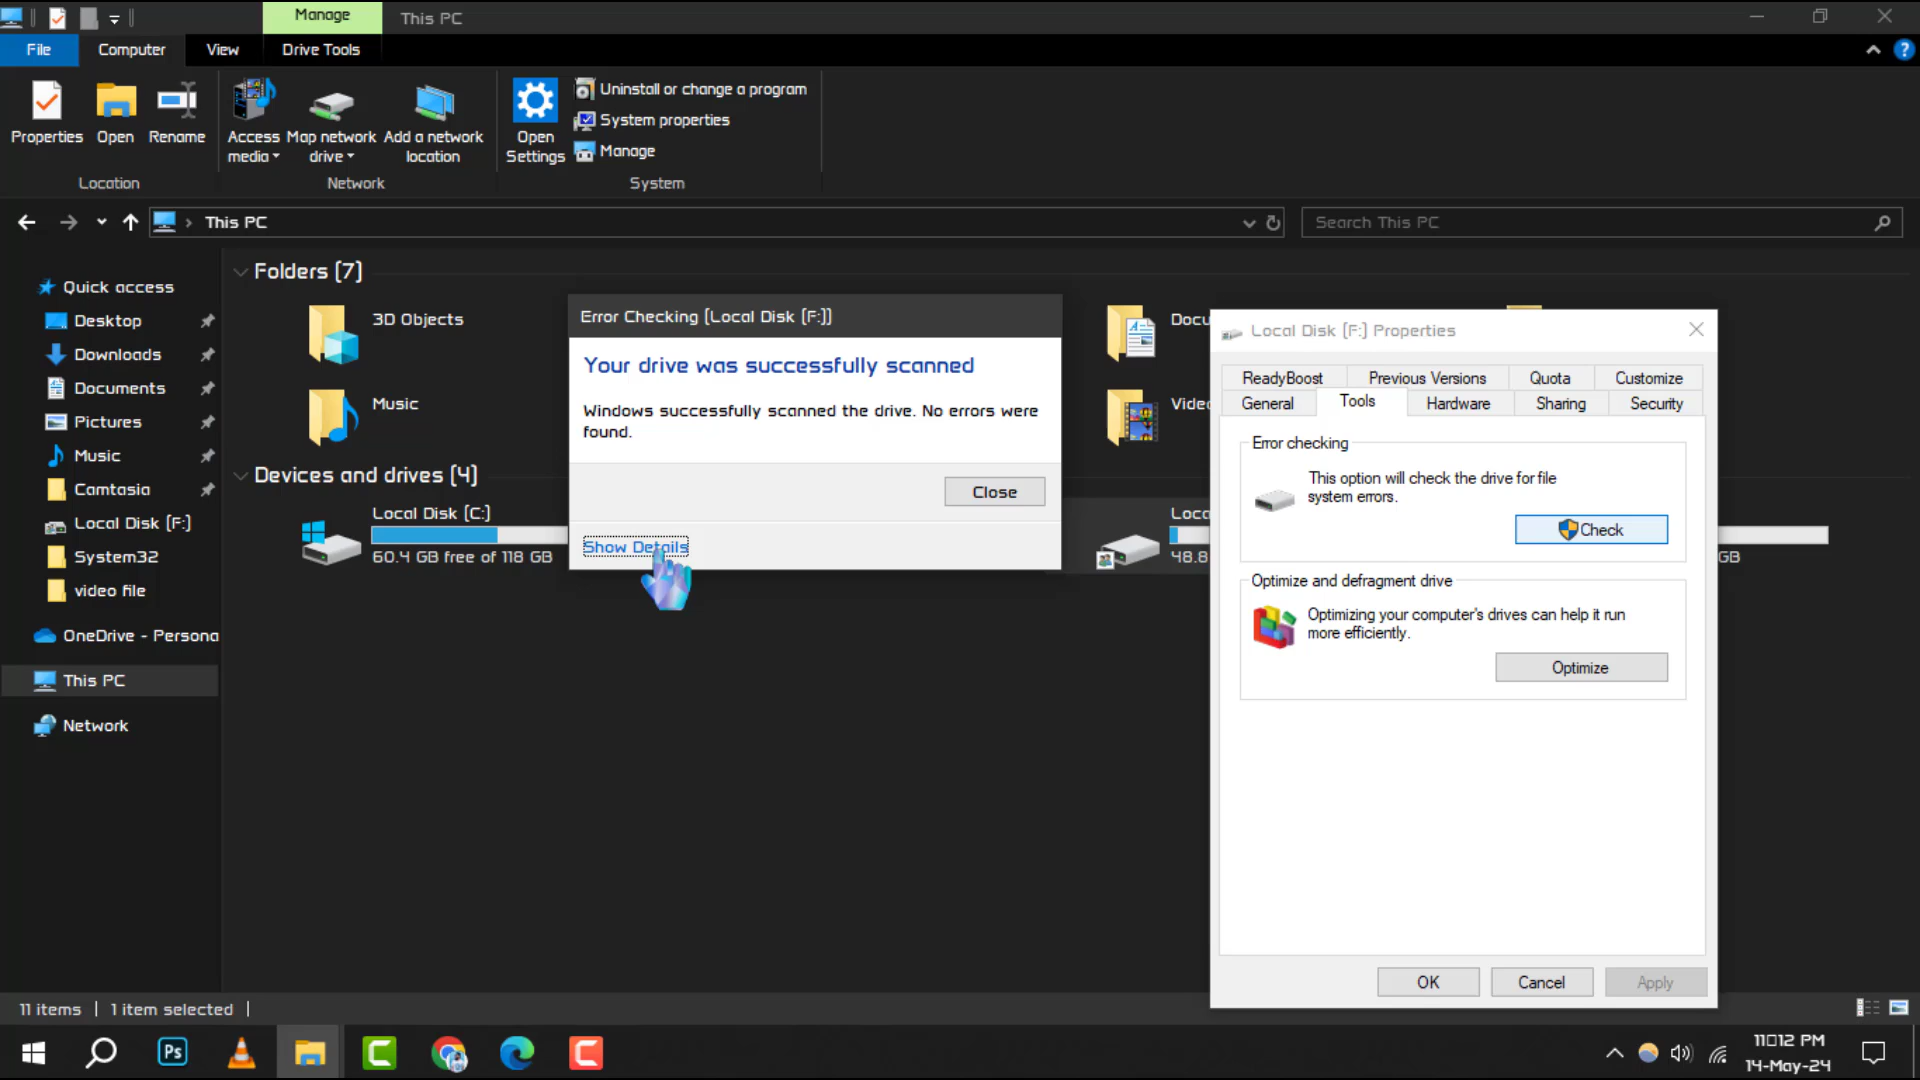 Manage
This PC
File
Computer
View
Drive Tools
Properties
Open
Rename
Access
media
Map network
drive
Add a network
location
Open
Settings
Uninstall or change a program
System properties
Manage
Location
Network
System
This PC
Search This PC
Quick access
Desktop
Downloads
Documents
Pictures
Music
Camtasia
Local Disk (F:)
System32
video file
OneDrive - Persona
This PC
Network
Folders (7)
3D Objects
Music
Devices and drives (4)
Local Disk (C:)
60.4 GB free of 118 GB
Docu
Vide
Loca
48.8
GB
Error Checking (Local Disk (F:))
Your drive was successfully scanned
Windows successfully scanned the drive. No errors were
found.
Close
Show Details
Local Disk (F:) Properties
ReadyBoost
Previous Versions
Quota
Customize
General
Tools
Hardware
Sharing
Security
Error checking
This option will check the drive for file
system errors.
Check
Optimize and defragment drive
Optimizing your computer's drives can help it run
more efficiently.
Optimize
OK
Cancel
Apply
11 items
1 item selected
Ps
11□12 PM
14-May-24